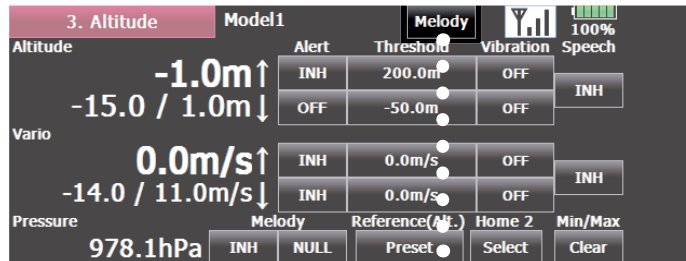 3. Altitude Model1 Melody 100%
Altitude Alert Threshold Vibration Speech
-1.0m↑ INH 200.0m OFF INH
-15.0 / 1.0m↓ OFF -50.0m OFF
Vario
0.0m/s↑ INH 0.0m/s OFF INH
-14.0 / 11.0m/s↓ INH 0.0m/s OFF
Pressure Melody Reference(Alt.) Home 2 Min/Max
978.1hPa INH NULL Preset Select Clear